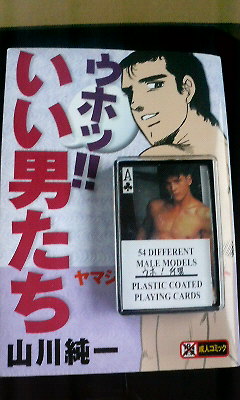 ウホッ!!
いい男たち
ヤマジ
山川純一
成人コミック
A
54 DIFFERENT
MALE MODELS
PLASTIC COATED
PLAYING CARDS